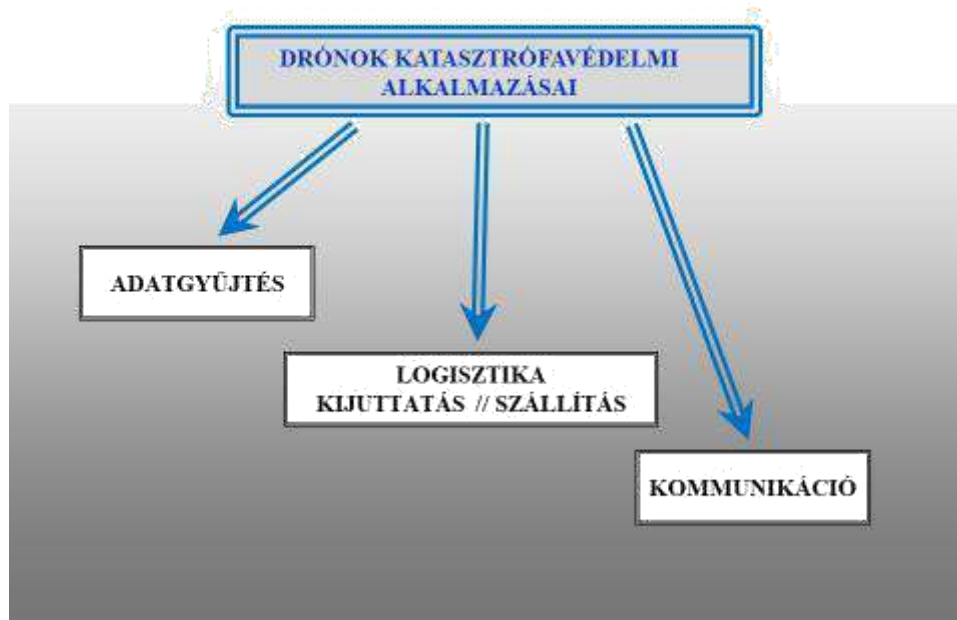 DRÓNOK KATASZTRÓFAVÉDELMI
ALKALMAZÁSAI
ADATGYŰJTÉS
LOGISZTIKA
KIJUTTATÁS // SZÁLLÍTÁS
KOMMUNIKÁCIÓ